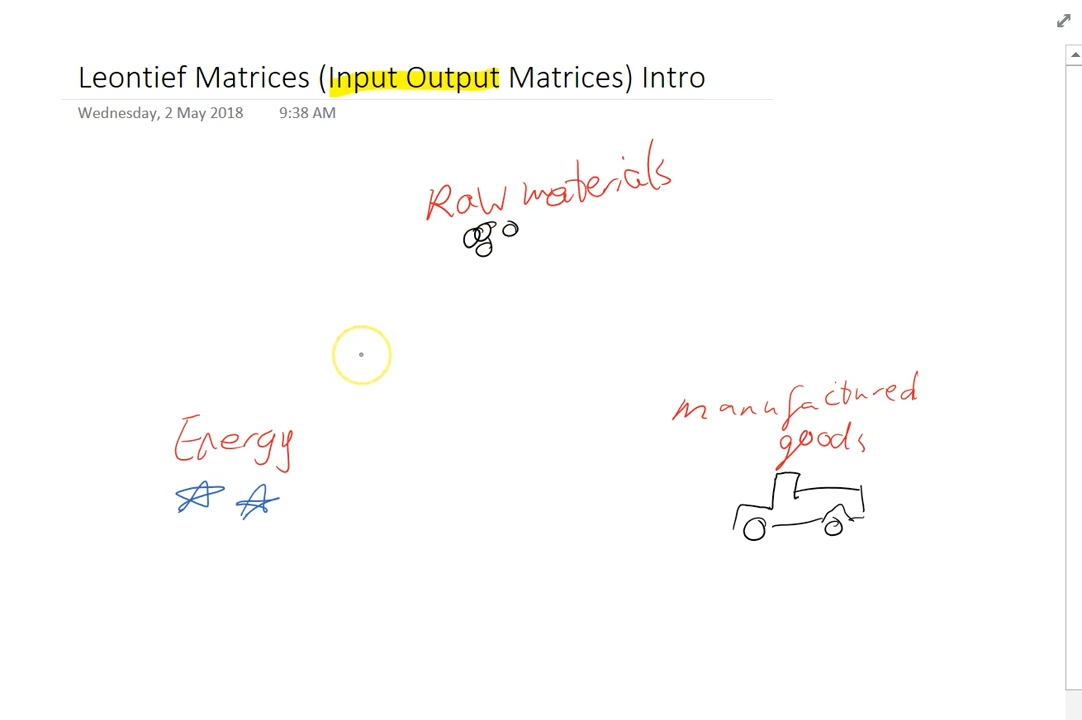 Leontief Matrices (Input Output Matrices) Intro
Wednesday, 2 May 2018 9:38 AM
Raw materials
Energy
manufactured
goods